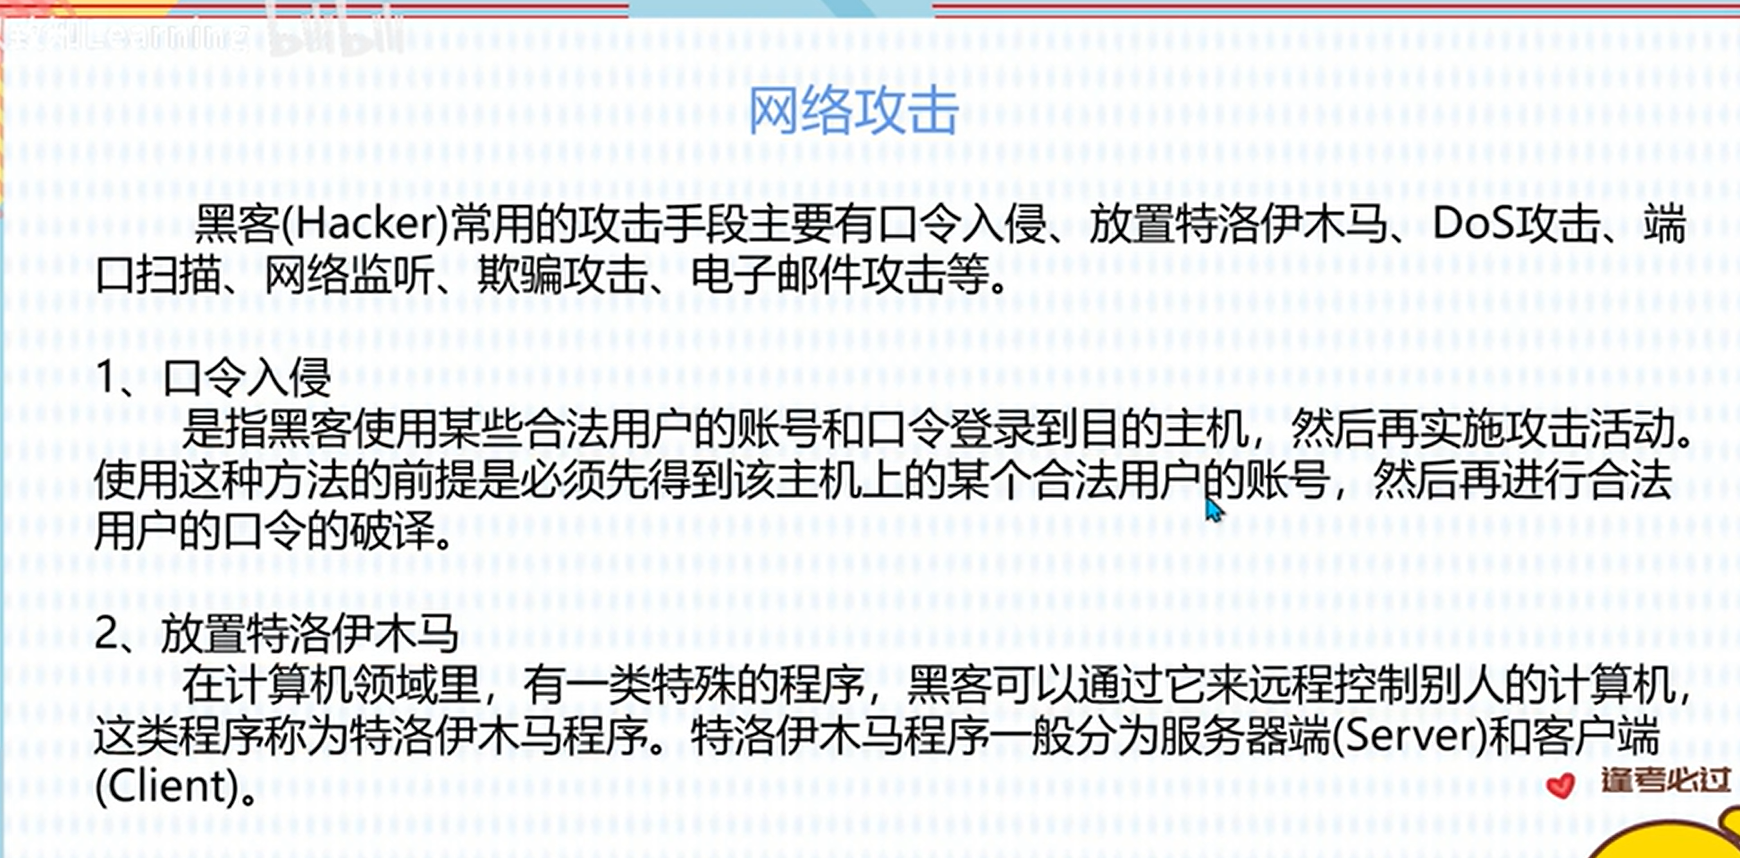 Learning bilibili
网络攻击
黑客(Hacker)常用的攻击手段主要有口令入侵、放置特洛伊木马、DoS攻击、端
口扫描、网络监听、欺骗攻击、电子邮件攻击等。
1、口令入侵
是指黑客使用某些合法用户的账号和口令登录到目的主机，然后再实施攻击活动。
使用这种方法的前提是必须先得到该主机上的某个合法用户的账号，然后再进行合法
用户的口令的破译。
2、放置特洛伊木马
在计算机领域里，有一类特殊的程序，黑客可以通过它来远程控制别人的计算机，
这类程序称为特洛伊木马程序。特洛伊木马程序一般分为服务器端(Server)和客户端
(Client)。
逢考必过